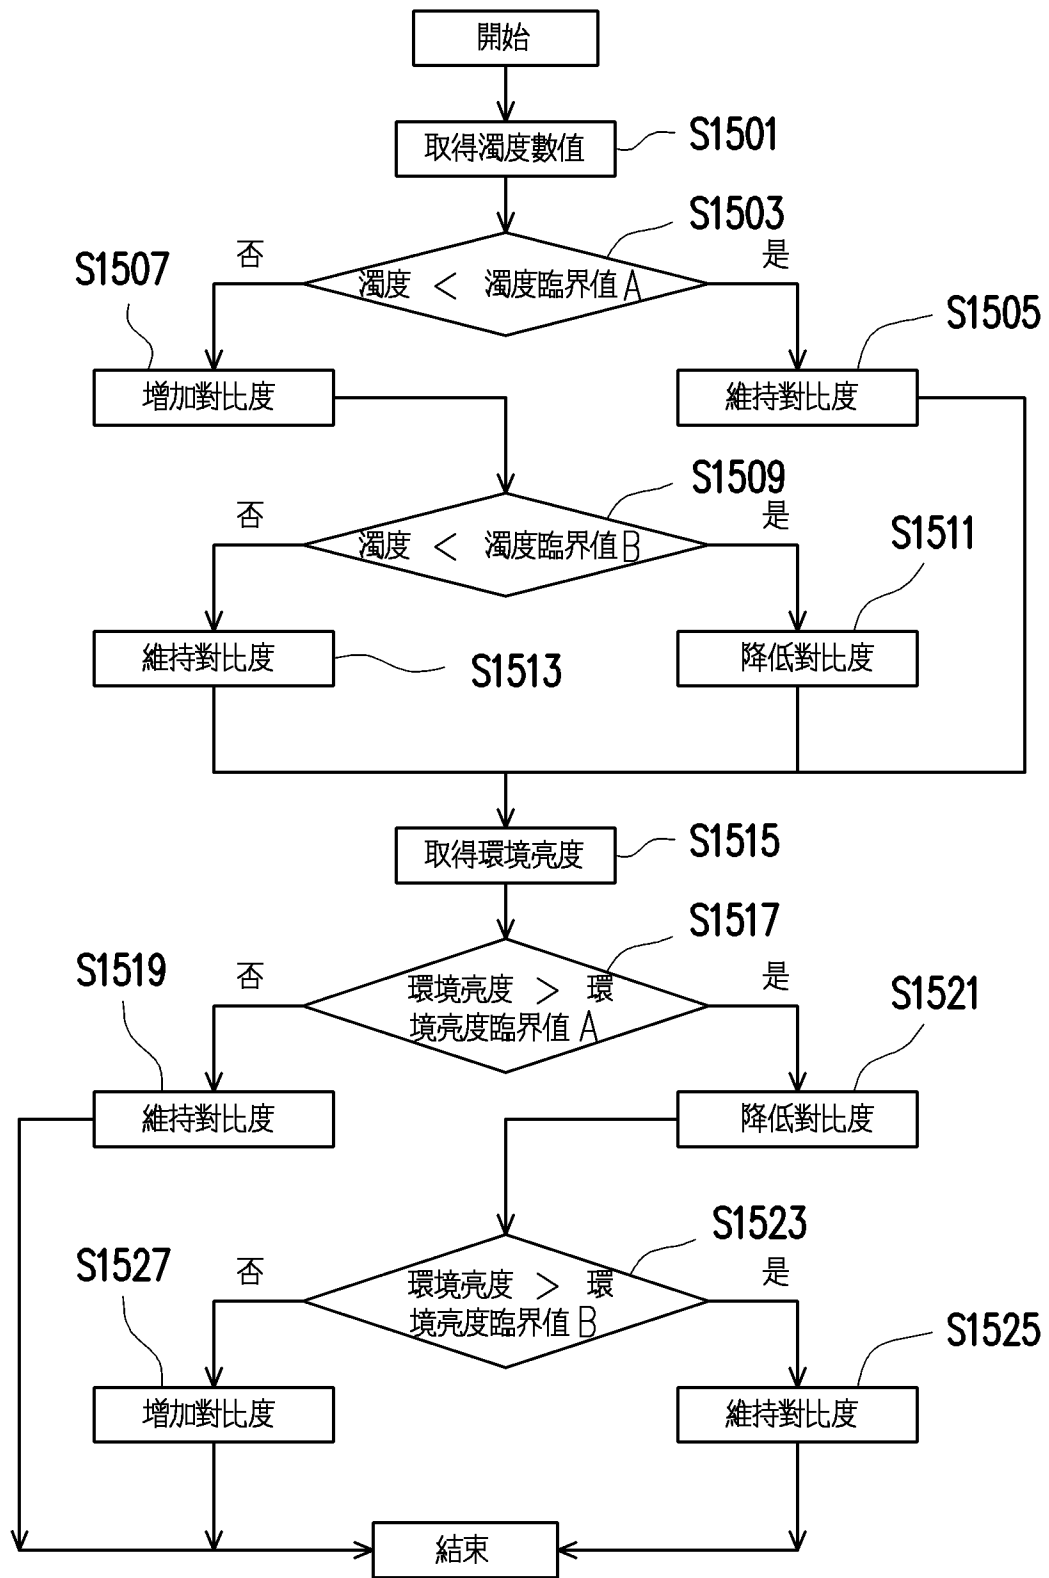 開始
取得濁度數值
S1501
S1503
否
是
S1507
濁度 < 濁度臨界值A
S1505
增加對比度
維持對比度
S1509
否
是
濁度 < 濁度臨界值B
S1511
維持對比度
S1513
降低對比度
取得環境亮度
S1515
S1517
S1519
否
是
環境亮度 > 環
境亮度臨界值A
S1521
維持對比度
降低對比度
S1523
S1527
否
是
環境亮度 > 環
境亮度臨界值B
S1525
增加對比度
維持對比度
結束